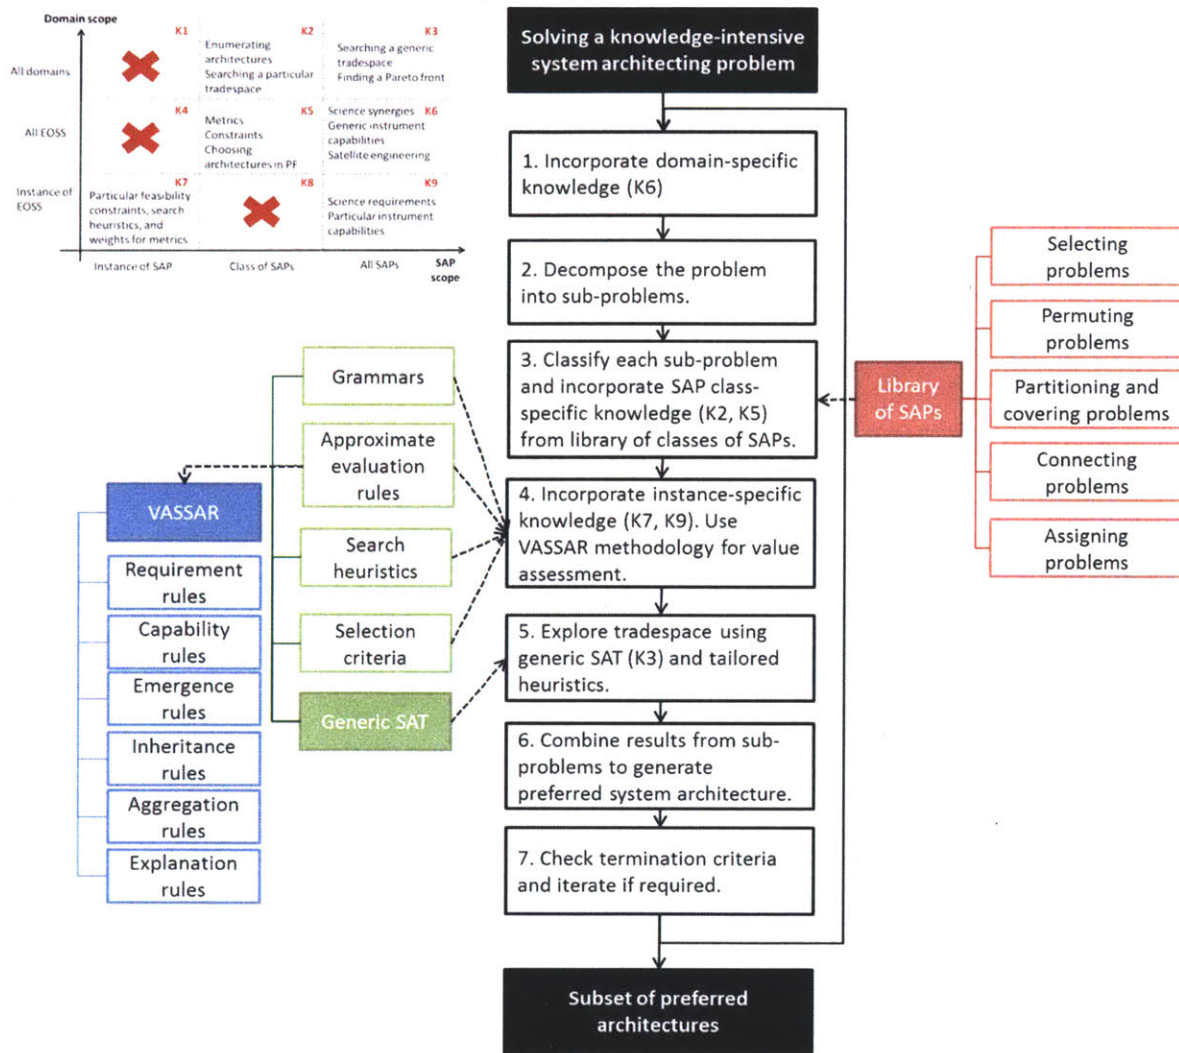 Domain scope
K1
K2
K3
All domains
Enumerating
architectures
Searching a particular
tradespace
Searching a generic
tradespace
Finding a Pareto front
K4
K5
K6
All EOSS
Metrics
Constraints
Choosing
architectures in PF
Science synergies
Generic instrument
capabilities
Satellite engineering
K7
K8
K9
Instance of
EOSS
Particular feasibility
constraints, search
heuristics, and
weights for metrics
Science requirements
Particular instrument
capabilities
Instance of SAP
Class of SAPs
All SAPs
SAP
scope
Solving a knowledge-intensive
system architecting problem
1. Incorporate domain-specific
knowledge (K6)
2. Decompose the problem
into sub-problems.
3. Classify each sub-problem
and incorporate SAP class-
specific knowledge (K2, K5)
from library of classes of SAPs.
4. Incorporate instance-specific
knowledge (K7, K9). Use
VASSAR methodology for value
assessment.
5. Explore tradespace using
generic SAT (K3) and tailored
heuristics.
6. Combine results from sub-
problems to generate
preferred system architecture.
7. Check termination criteria
and iterate if required.
Subset of preferred
architectures
Grammars
Approximate
evaluation
rules
Search
heuristics
Selection
criteria
Generic SAT
VASSAR
Requirement
rules
Capability
rules
Emergence
rules
Inheritance
rules
Aggregation
rules
Explanation
rules
Library
of SAPs
Selecting
problems
Permuting
problems
Partitioning and
covering problems
Connecting
problems
Assigning
problems